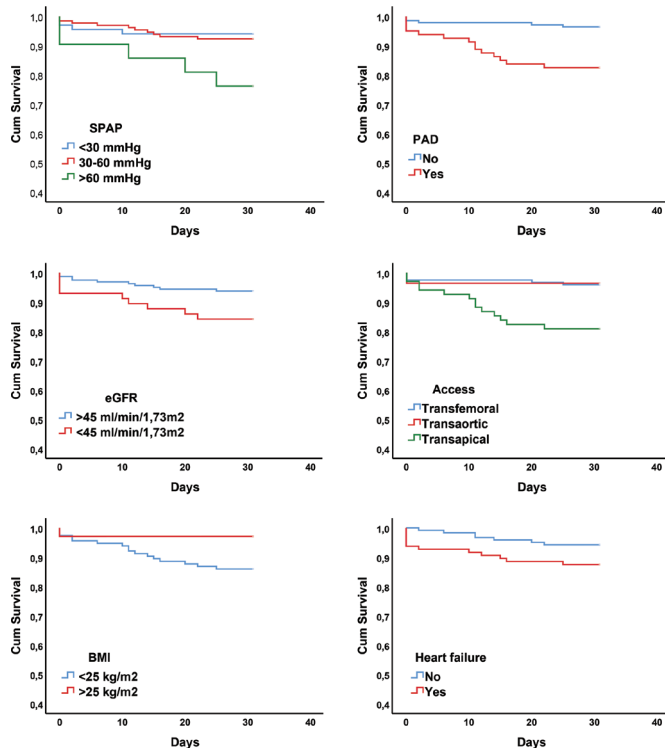 Cum Survival
1,0
0,9
0,8
0,7
0,6
0,5
0,4
SPAP
<30 mmHg
30-60 mmHg
>60 mmHg
0 10 20 30 40
Days
Cum Survival
1,0
0,9
0,8
0,7
0,6
0,5
0,4
PAD
No
Yes
0 10 20 30 40
Days
Cum Survival
1,0
0,9
0,8
0,7
0,6
0,5
0,4
eGFR
>45 ml/min/1,73m2
<45 ml/min/1,73m2
0 10 20 30 40
Days
Cum Survival
1,0
0,9
0,8
0,7
0,6
0,5
0,4
Access
Transfemoral
Transaortic
Transapical
0 10 20 30 40
Days
Cum Survival
1,0
0,9
0,8
0,7
0,6
0,5
0,4
BMI
<25 kg/m2
>25 kg/m2
0 10 20 30 40
Days
Cum Survival
1,0
0,9
0,8
0,7
0,6
0,5
0,4
Heart failure
No
Yes
0 10 20 30 40
Days